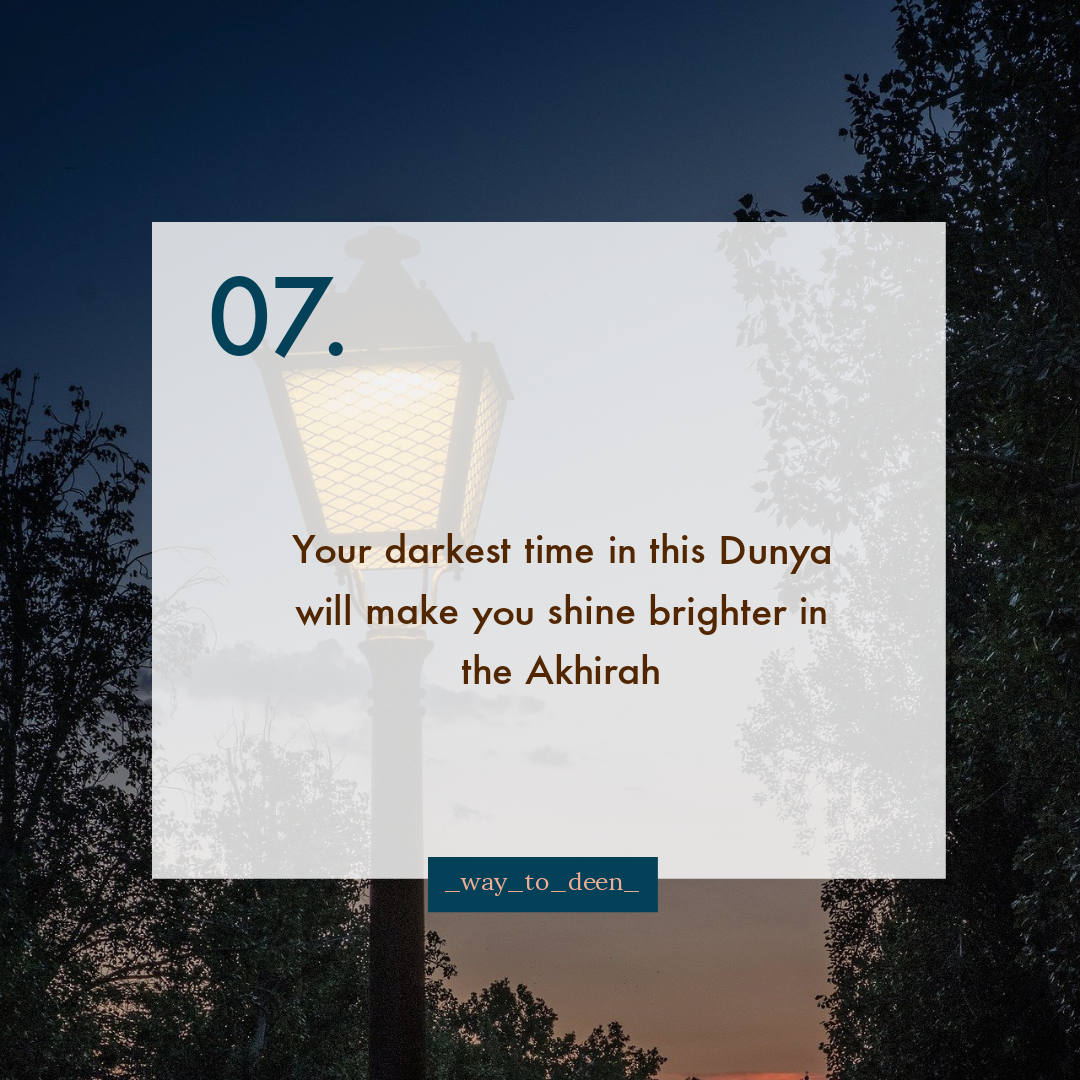 07.
Your darkest time in this Dunya
will make you shine brighter in
the Akhirah
_way_to_deen_